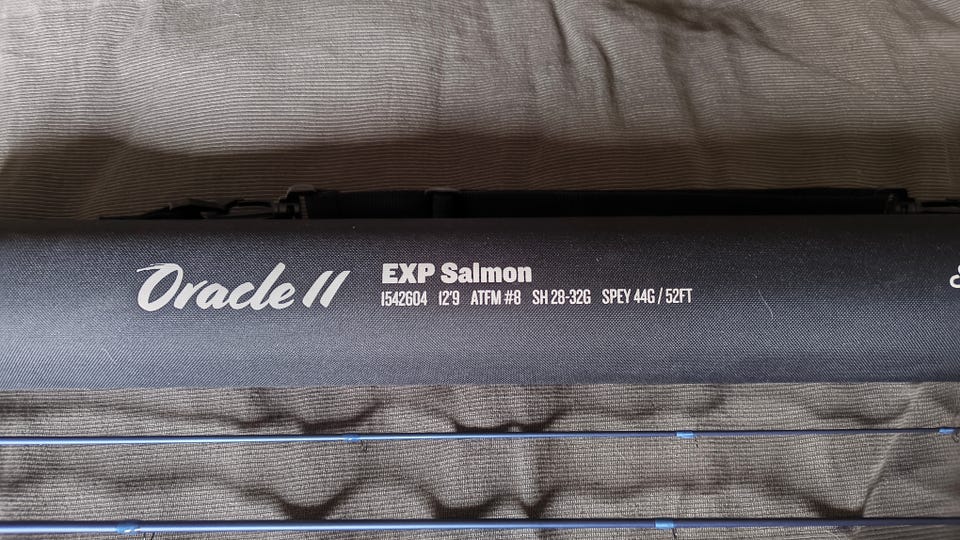 Oracle II
EXP Salmon
1542604 12'9 ATFM #8 SH 28-32G SPEY 44G / 52FT